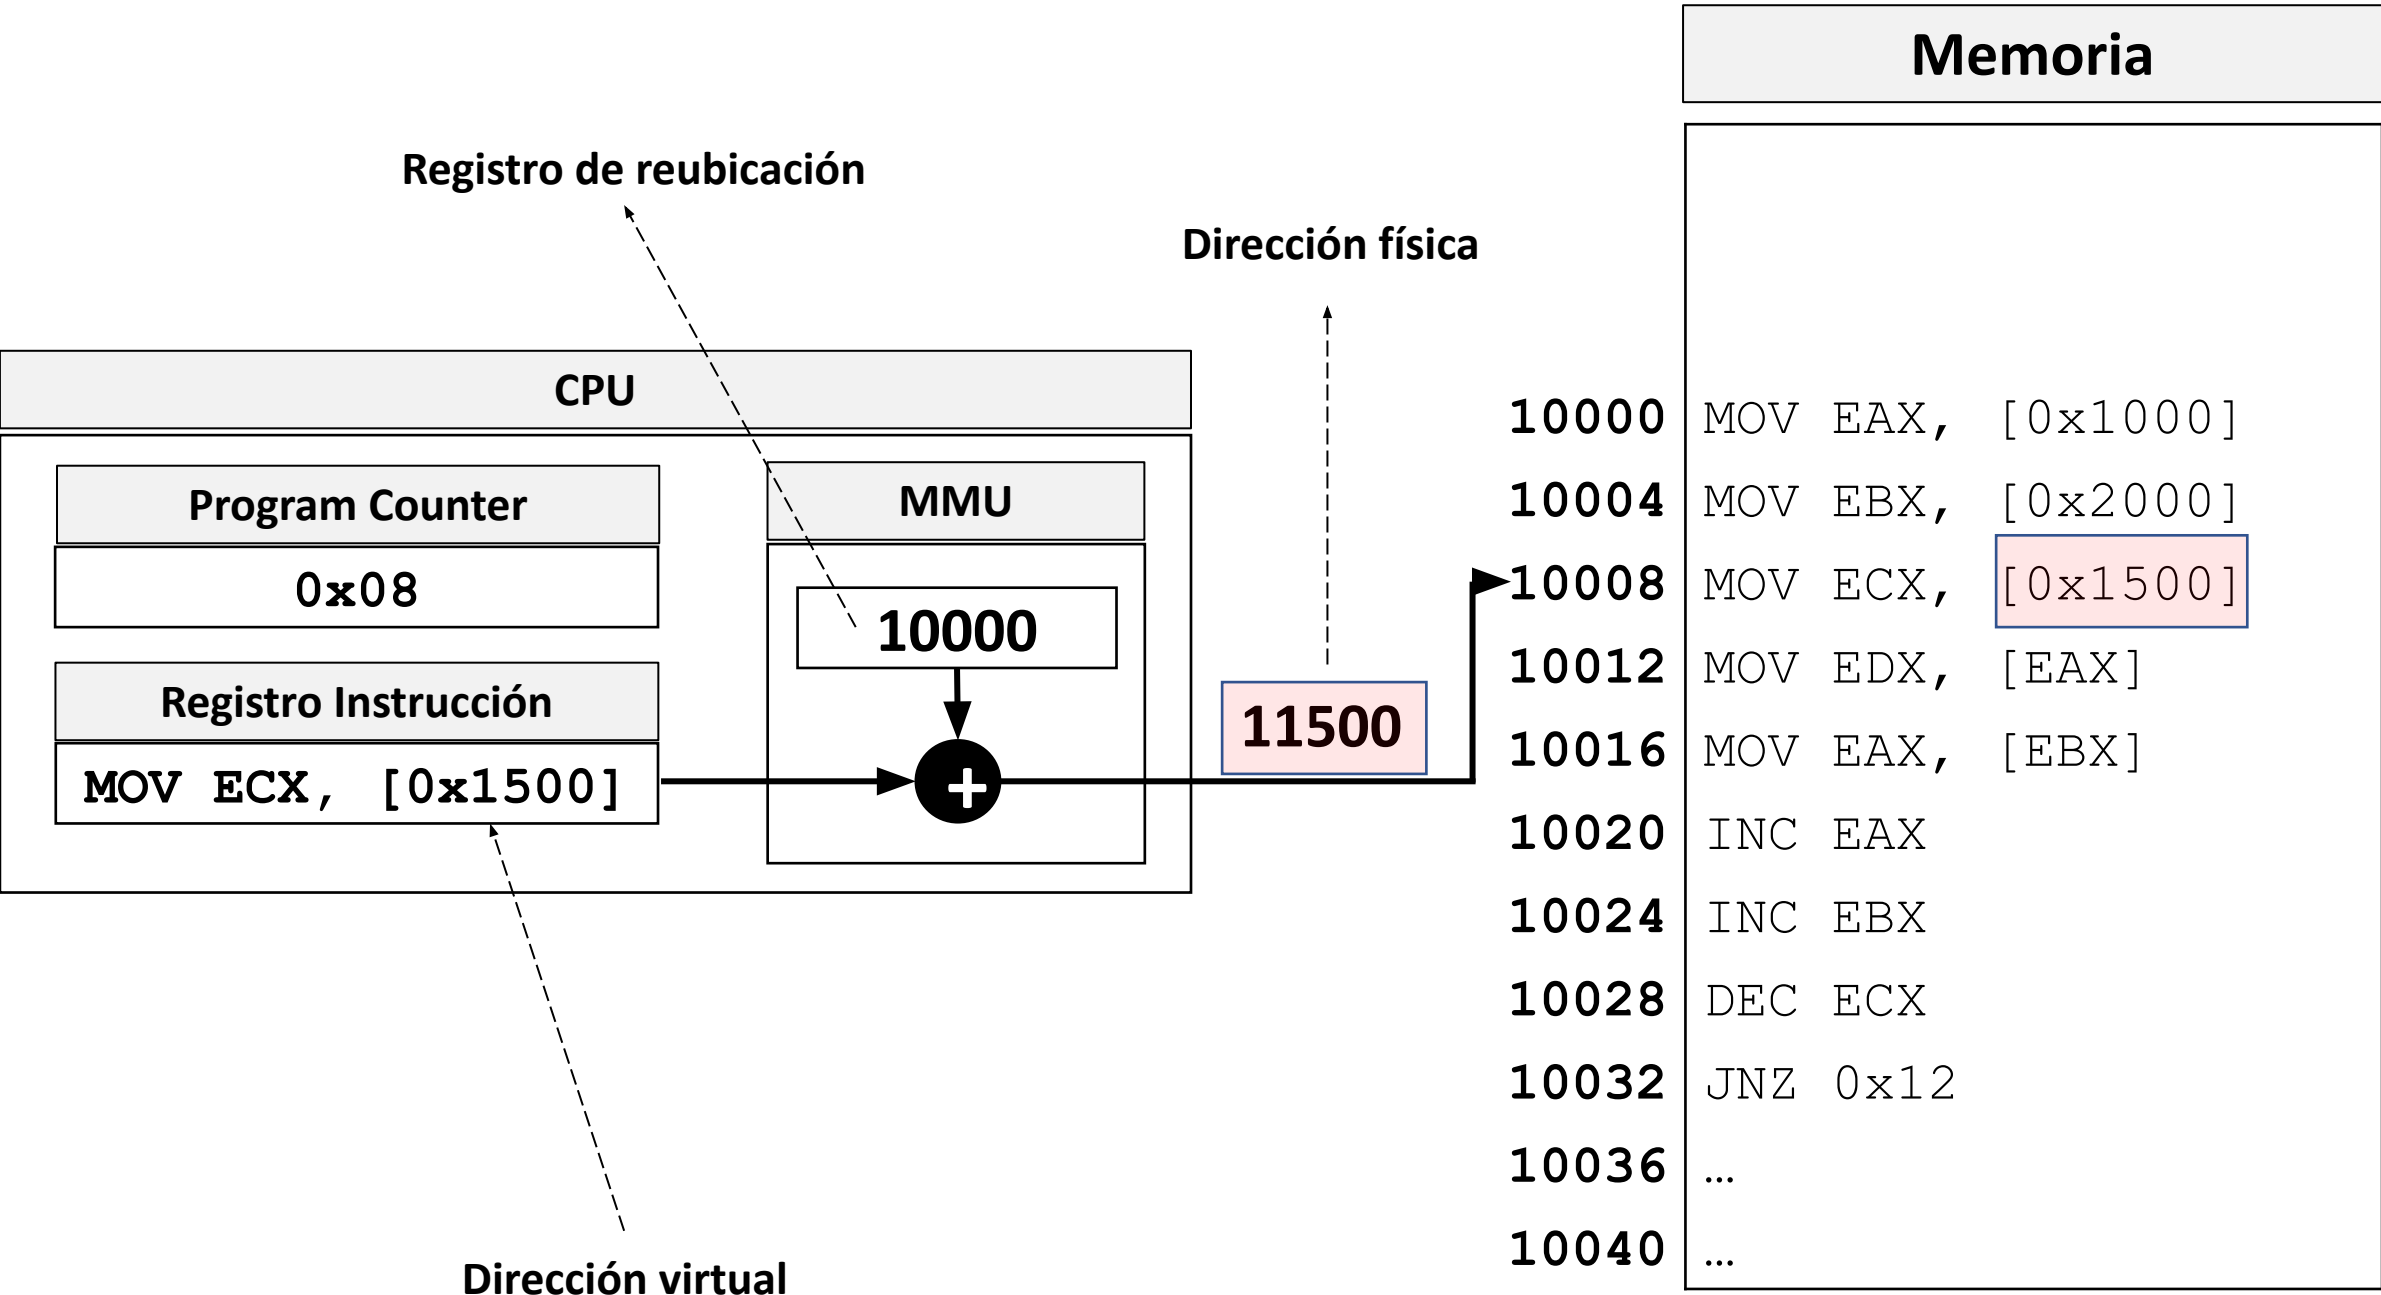 Memoria
Registro de reubicación
Dirección física
CPU
Program Counter
0x08
Registro Instrucción
MOV ECX, [0x1500]
MMU
10000
+
11500
Dirección virtual
10000 MOV EAX, [0x1000]
10004 MOV EBX, [0x2000]
10008 MOV ECX, [0x1500]
10012 MOV EDX, [EAX]
10016 MOV EAX, [EBX]
10020 INC EAX
10024 INC EBX
10028 DEC ECX
10032 JNZ 0x12
10036 …
10040 …